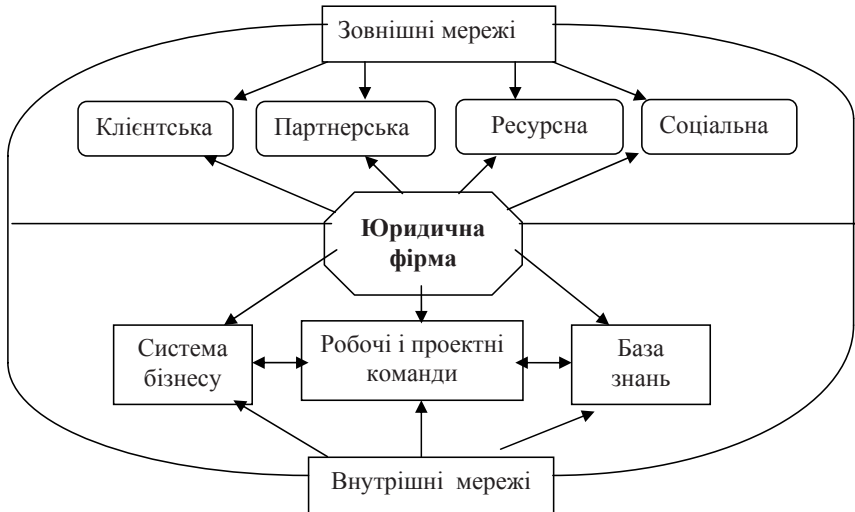 Зовнішні мережі
Клієнтська
Партнерська
Ресурсна
Соціальна
Юридична
фірма
Система
бізнесу
Робочі і проектні
команди
База
знань
Внутрішні мережі